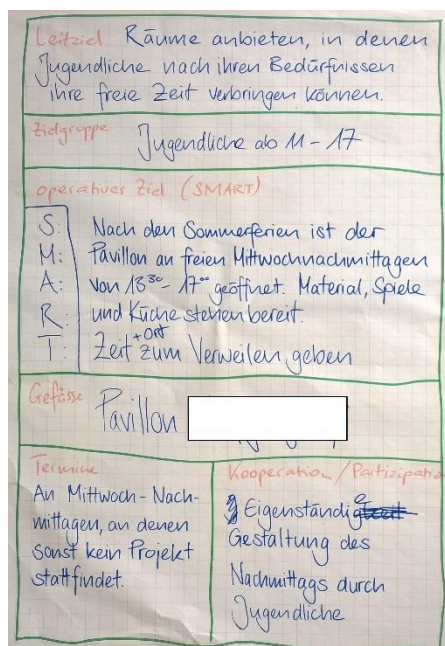 Leitziel Räume anbieten, in denen
Jugendliche nach ihren Bedürfnissen
ihre freie Zeit verbringen können.
Zielgruppe Jugendliche ab 11-17
operatives Ziel (SMART)
S: Nach den Sommerferien ist der
M: Pavillon an freien Mittwochnachmittagen
A: von 13³⁰- 17⁰⁰ geöffnet. Material, Spiele
R: und Küche stehen bereit.
T: Zeit + Ort zum Verweilen geben
Gefässe Pavillon
Termine
An Mittwoch-Nach-
mittagen, an denen
sonst kein Projekt
stattfindet.
Kooperation/Partizipatio
Eigenständige
Gestaltung des
Nachmittags durch
Jugendliche